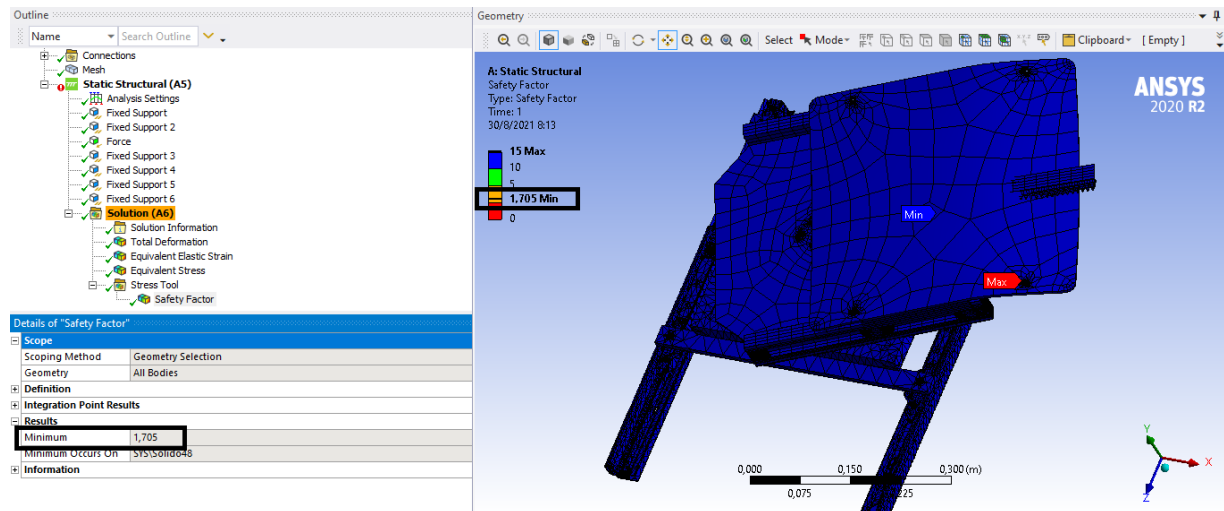 Outline
Name Search Outline
Connections
Mesh
Static Structural (A5)
Analysis Settings
Fixed Support
Fixed Support 2
Force
Fixed Support 3
Fixed Support 4
Fixed Support 5
Fixed Support 6
Solution (A6)
Solution Information
Total Deformation
Equivalent Elastic Strain
Equivalent Stress
Stress Tool
Safety Factor
Details of "Safety Factor"
Scope
Scoping Method Geometry Selection
Geometry All Bodies
Definition
Integration Point Results
Results
Minimum 1,705
Minimum Occurs On SYS\Sólido48
Information
Geometry
Select Mode Clipboard [ Empty ]
A: Static Structural
Safety Factor
Type: Safety Factor
Time: 1
30/8/2021 8:13
15 Max
10
5
1,705 Min
0
ANSYS
2020 R2
Min
Max
0,000 0,150 0,300 (m)
0,075 225
Y
X
Z